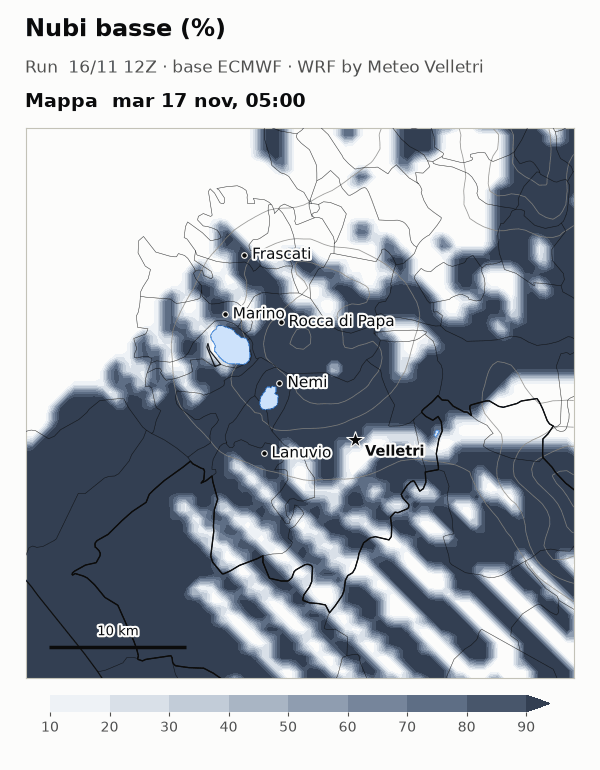 Nubi basse (%)
Run  16/11 12Z · base ECMWF · WRF by Meteo Velletri
Mappa  mar 17 nov, 05:00
Frascati
Marino
Rocca di Papa
Nemi
Velletri
Lanuvio
10 km
10 20 30 40 50 60 70 80 90